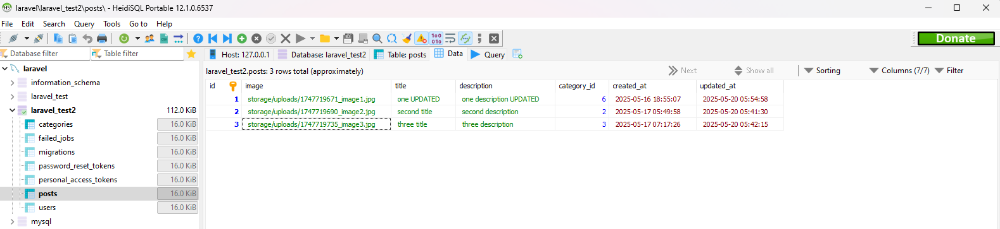 laravel\laravel_test2\posts\ - HeidiSQL Portable 12.1.0.6537
File Edit Search Query Tools Go to Help
Donate
Database filter Table filter Host: 127.0.0.1 Database: laravel_test2 Table: posts Data Query
laravel
information_schema
laravel_test
laravel_test2 112.0 KiB
categories 16.0 KiB
failed_jobs 16.0 KiB
migrations 16.0 KiB
password_reset_tokens 16.0 KiB
personal_access_tokens 16.0 KiB
posts 16.0 KiB
users 16.0 KiB
mysql
laravel_test2.posts: 3 rows total (approximately) Next Show all Sorting Columns (7/7) Filter
id image title description category_id created_at updated_at
1 storage/uploads/1747719671_image1.jpg one UPDATED one description UPDATED 6 2025-05-16 18:55:07 2025-05-20 05:54:58
2 storage/uploads/1747719690_image2.jpg second title second description 2 2025-05-17 05:49:58 2025-05-20 05:41:30
3 storage/uploads/1747719735_image3.jpg three title three description 3 2025-05-17 07:17:26 2025-05-20 05:42:15